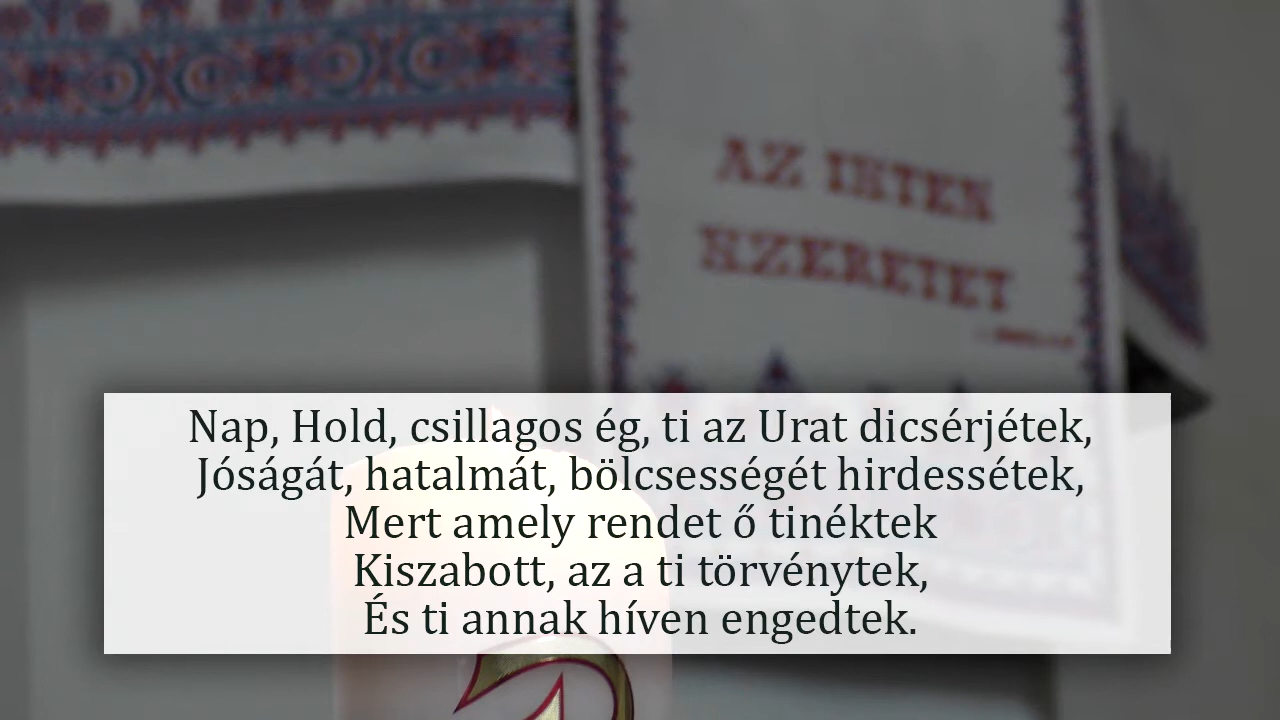 AZ ISTEN
SZERETET
Nap, Hold, csillagos ég, ti az Urat dicsérjétek,
Jóságát, hatalmát, bölcsességét hirdessétek,
Mert amely rendet ő tinéktek
Kiszabott, az a ti törvénytek,
És ti annak híven engedtek.